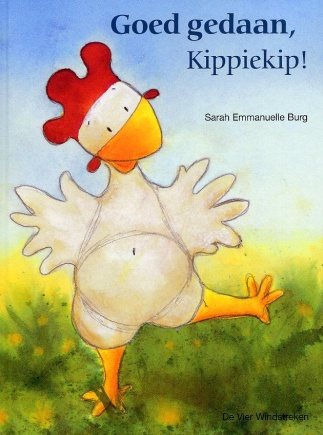 Goed gedaan,
Kippiekip!
Sarah Emmanuelle Burg
De Vier Windstreken